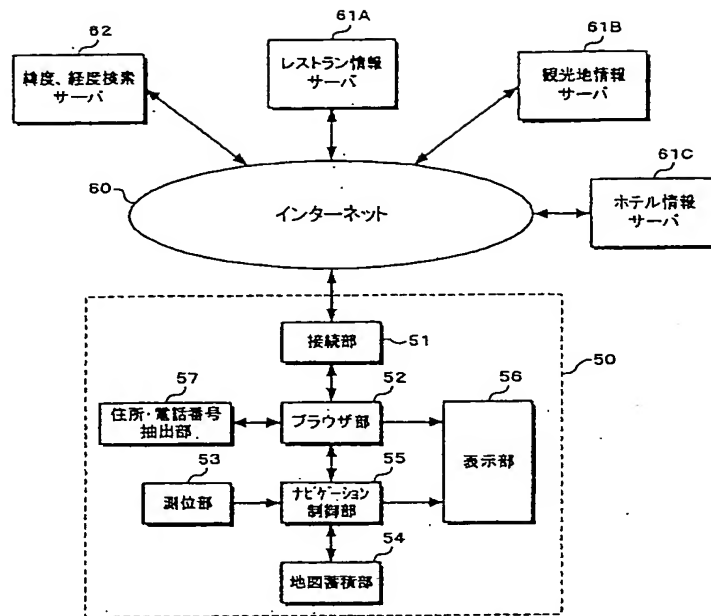 62
緯度、経度検索
サーバ
61A
レストラン情報
サーバ
61B
観光地情報
サーバ
61C
ホテル情報
サーバ
60
インターネット
接続部
51
50
57
住所・電話番号
抽出部
52
ブラウザ部
56
表示部
53
測位部
55
ナビゲーション
制御部
54
地図蓄積部